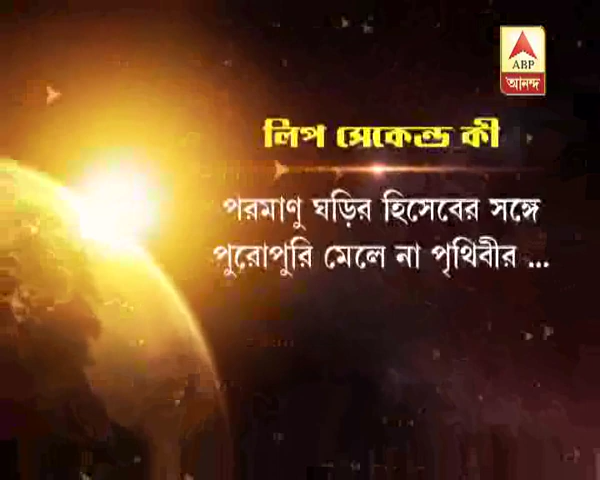 ABP
আনন্দ
লিপ সেকেন্ড কী
পরমাণু ঘড়ির হিসেবের সঙ্গে
পুরোপুরি মেলে না পৃথিবীর ...